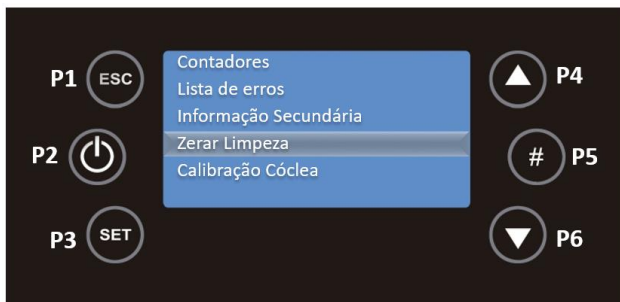 P1 ESC
P2
P3 SET
Contadores
Lista de erros
Informação Secundária
Zerar Limpeza
Calibração Cóclea
P4
# P5
P6